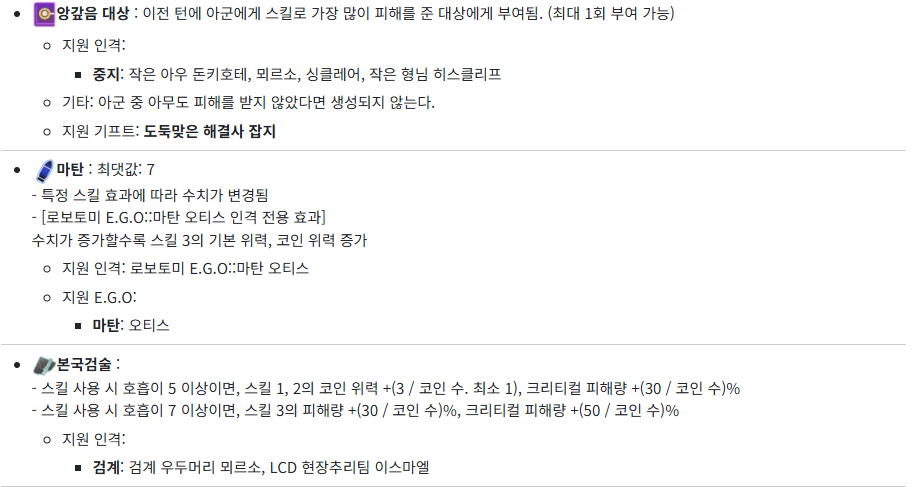 앙갚음 대상 : 이전 턴에 아군에게 스킬로 가장 많이 피해를 준 대상에게 부여됨. (최대 1회 부여 가능)
지원 인격:
중지: 작은 아우 돈키호테, 뫼르소, 싱클레어, 작은 형님 히스클리프
기타: 아군 중 아무도 피해를 받지 않았다면 생성되지 않는다.
지원 기프트: 도둑맞은 해결사 잡지
마탄 : 최댓값: 7
- 특정 스킬 효과에 따라 수치가 변경됨
- [로보토미 E.G.O::마탄 오티스 인격 전용 효과]
수치가 증가할수록 스킬 3의 기본 위력, 코인 위력 증가
지원 인격: 로보토미 E.G.O::마탄 오티스
지원 E.G.O:
마탄: 오티스
본국검술 :
- 스킬 사용 시 호흡이 5 이상이면, 스킬 1, 2의 코인 위력 +(3 / 코인 수. 최소 1), 크리티컬 피해량 +(30 / 코인 수)%
- 스킬 사용 시 호흡이 7 이상이면, 스킬 3의 피해량 +(30 / 코인 수)%, 크리티컬 피해량 +(50 / 코인 수)%
지원 인격:
검계: 검계 우두머리 뫼르소, LCD 현장추리팀 이스마엘